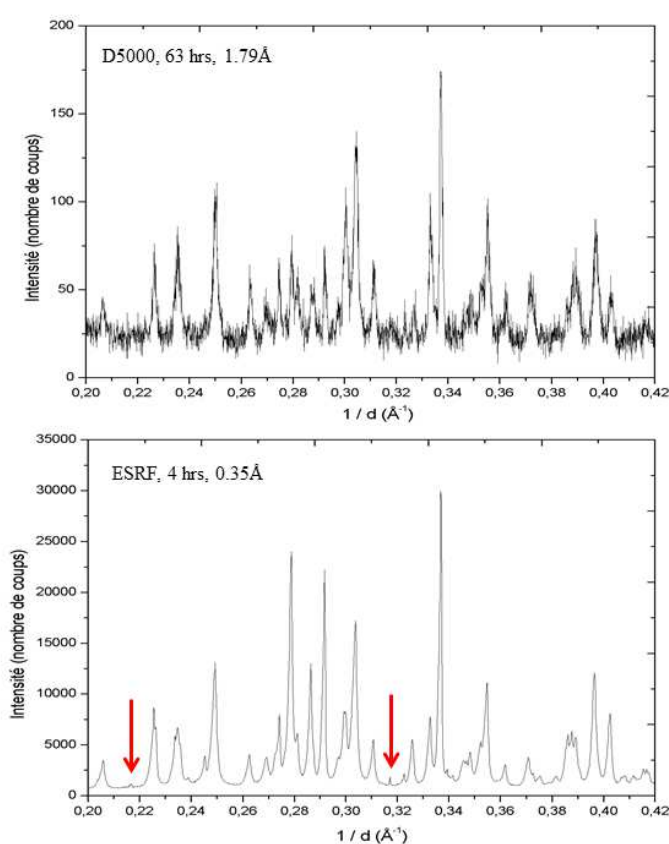 200
D5000, 63 hrs, 1.79Å
150
100
50
0
Intensité (nombre de coups)
0,20 0,22 0,24 0,26 0,28 0,30 0,32 0,34 0,36 0,38 0,40 0,42
1 / d (Å⁻¹)
35000
ESRF, 4 hrs, 0.35Å
30000
25000
20000
15000
10000
5000
0
Intensité (nombre de coups)
0,20 0,22 0,24 0,26 0,28 0,30 0,32 0,34 0,36 0,38 0,40 0,42
1 / d (Å⁻¹)